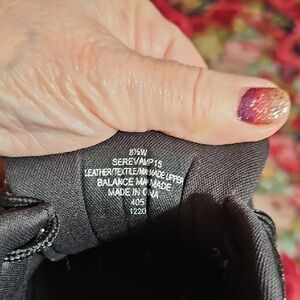 8½W
SEREVAMP15
LEATHER/TEXTILE/MAN MADE UPPER
BALANCE MAN MADE
MADE IN CHINA
405
1220